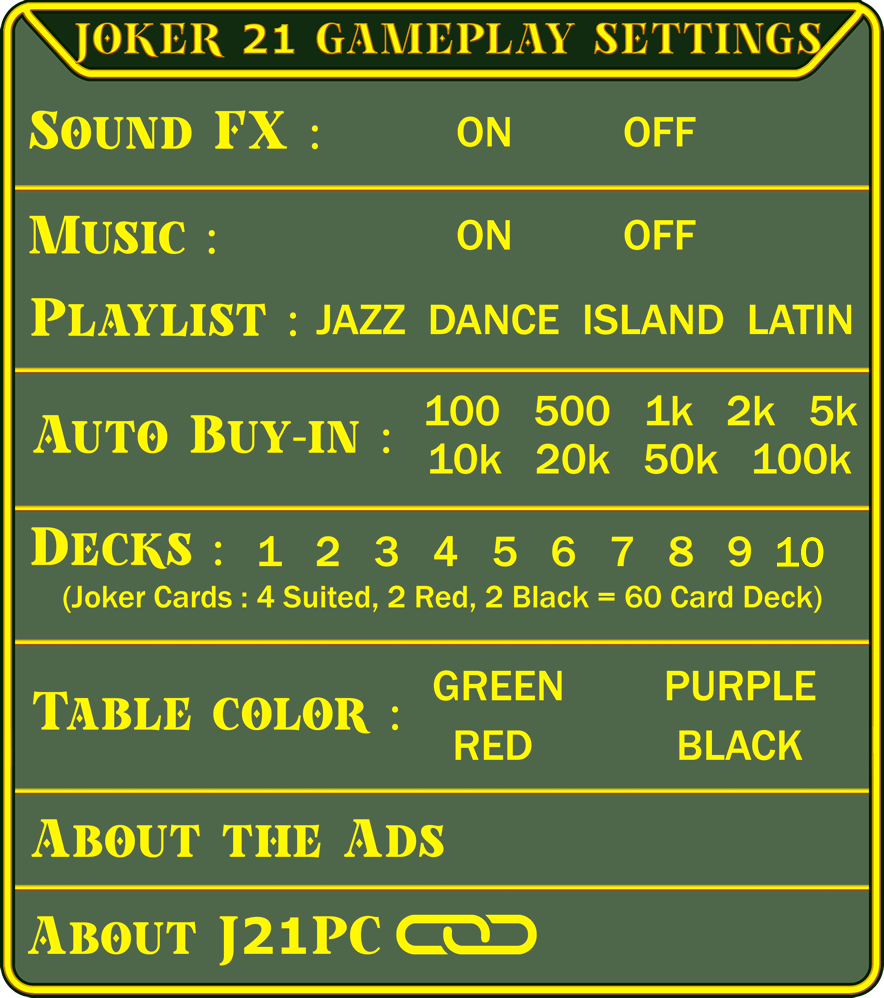 JOKER 21 GAMEPLAY SETTINGS
SOUND FX : ON OFF
MUSIC : ON OFF
PLAYLIST : JAZZ DANCE ISLAND LATIN
AUTO BUY-IN : 100 500 1k 2k 5k
10k 20k 50k 100k
DECKS : 1 2 3 4 5 6 7 8 9 10
(Joker Cards : 4 Suited, 2 Red, 2 Black = 60 Card Deck)
TABLE COLOR : GREEN PURPLE
RED BLACK
ABOUT THE ADS
ABOUT J21PC